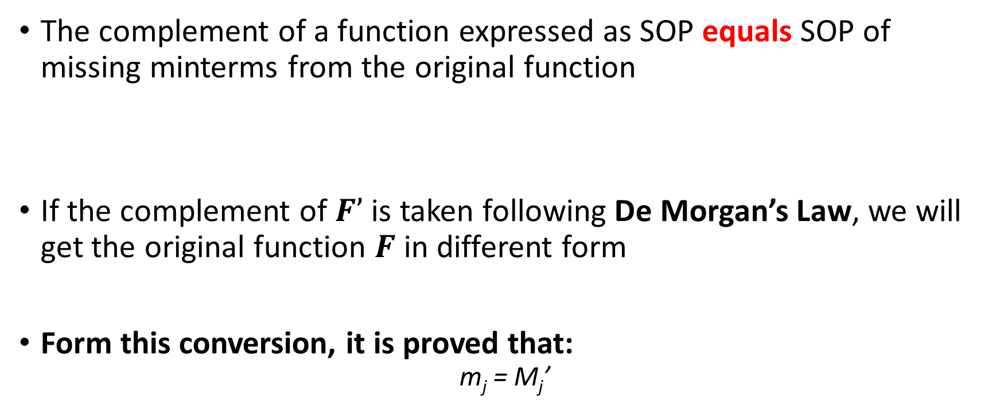 • The complement of a function expressed as SOP equals SOP of
missing minterms from the original function
• If the complement of F’ is taken following De Morgan’s Law, we will
get the original function F in different form
• Form this conversion, it is proved that:
mj = Mj’